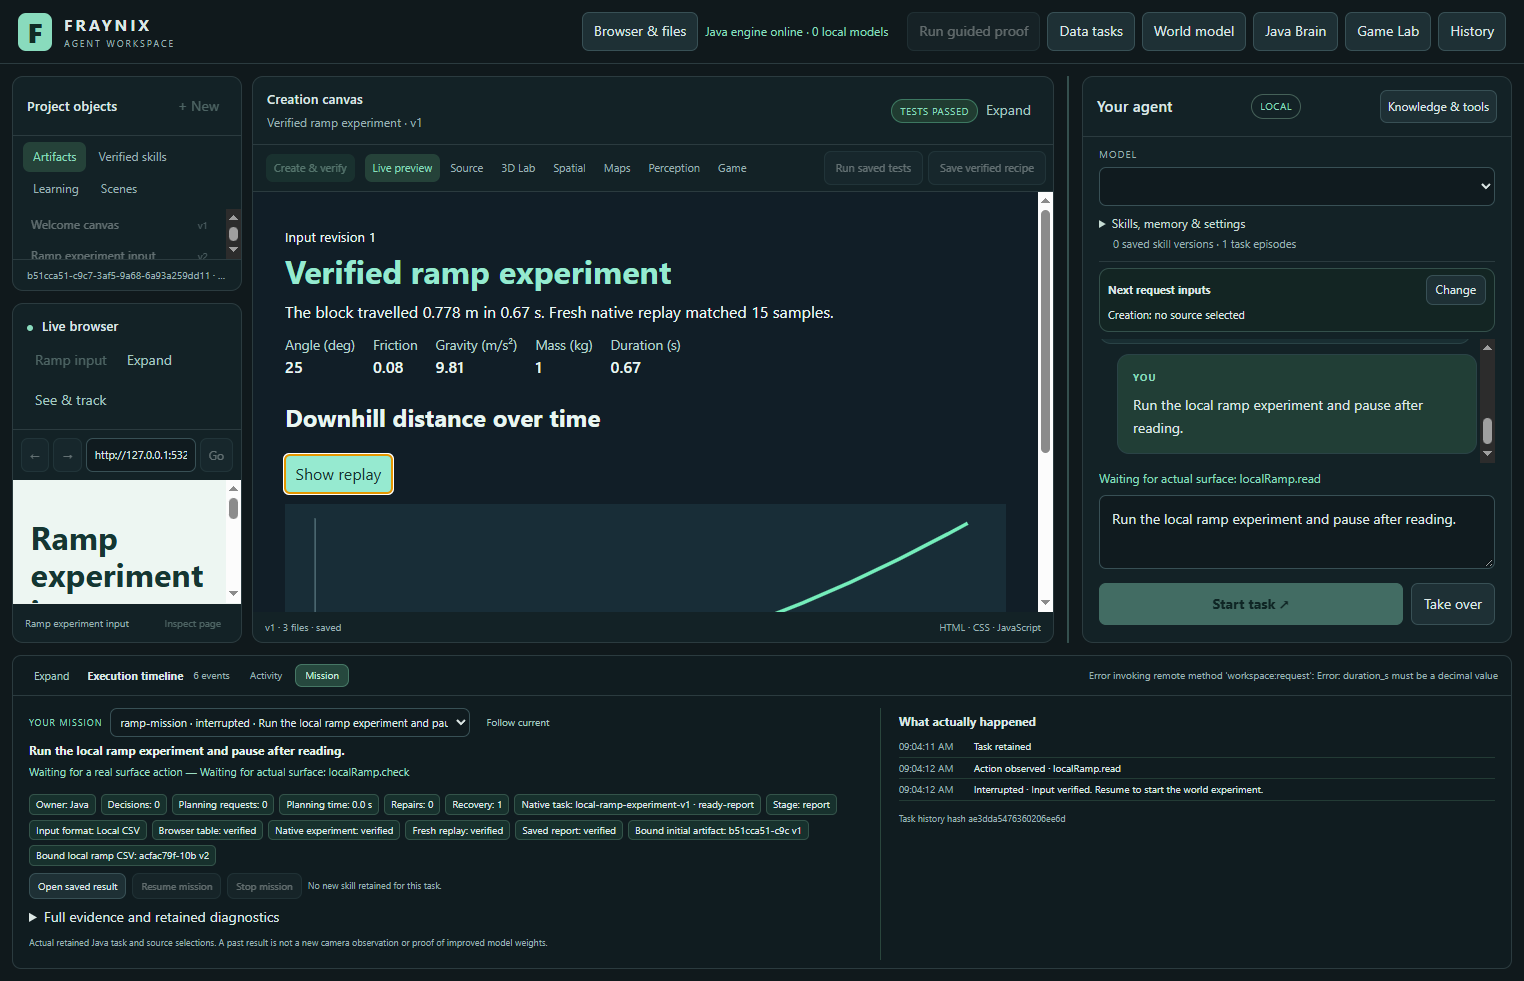 F
FRAYNIX
AGENT WORKSPACE
Browser & files
Java engine online · 0 local models
Run guided proof
Data tasks
World model
Java Brain
Game Lab
History
Project objects
+ New
Artifacts
Verified skills
Learning
Scenes
Welcome canvas v1
Ramp experiment input v2
b51cca51-c9c7-3af5-9a68-6a93a259dd11 · ...
Live browser
Ramp input
Expand
See & track
← → http://127.0.0.1:532 Go
Ramp
experiment
Ramp experiment input
Inspect page
Creation canvas
Verified ramp experiment · v1
TESTS PASSED
Expand
Create & verify
Live preview
Source
3D Lab
Spatial
Maps
Perception
Game
Run saved tests
Save verified recipe
Input revision 1
Verified ramp experiment
The block travelled 0.778 m in 0.67 s. Fresh native replay matched 15 samples.
Angle (deg) Friction Gravity (m/s²) Mass (kg) Duration (s)
25 0.08 9.81 1 0.67
Downhill distance over time
Show replay
v1 · 3 files · saved
HTML · CSS · JavaScript
Your agent
LOCAL
Knowledge & tools
MODEL
Skills, memory & settings
0 saved skill versions · 1 task episodes
Next request inputs
Change
Creation: no source selected
YOU
Run the local ramp experiment and pause after
reading.
Waiting for actual surface: localRamp.read
Run the local ramp experiment and pause after reading.
Start task ↗
Take over
Expand
Execution timeline
6 events
Activity
Mission
Error invoking remote method 'workspace:request': Error: duration_s must be a decimal value
YOUR MISSION
ramp-mission · interrupted · Run the local ramp experiment and pau
Follow current
Run the local ramp experiment and pause after reading.
Waiting for a real surface action — Waiting for actual surface: localRamp.check
Owner: Java
Decisions: 0
Planning requests: 0
Planning time: 0.0 s
Repairs: 0
Recovery: 1
Native task: local-ramp-experiment-v1 · ready-report
Stage: report
Input format: Local CSV
Browser table: verified
Native experiment: verified
Fresh replay: verified
Saved report: verified
Bound initial artifact: b51cca51-c9c v1
Bound local ramp CSV: acfac79f-10b v2
Open saved result
Resume mission
Stop mission
No new skill retained for this task.
Full evidence and retained diagnostics
Actual retained Java task and source selections. A past result is not a new camera observation or proof of improved model weights.
What actually happened
09:04:11 AM Task retained
09:04:12 AM Action observed · localRamp.read
09:04:12 AM Interrupted · Input verified. Resume to start the world experiment.
Task history hash ae3dda5476360206ee6d